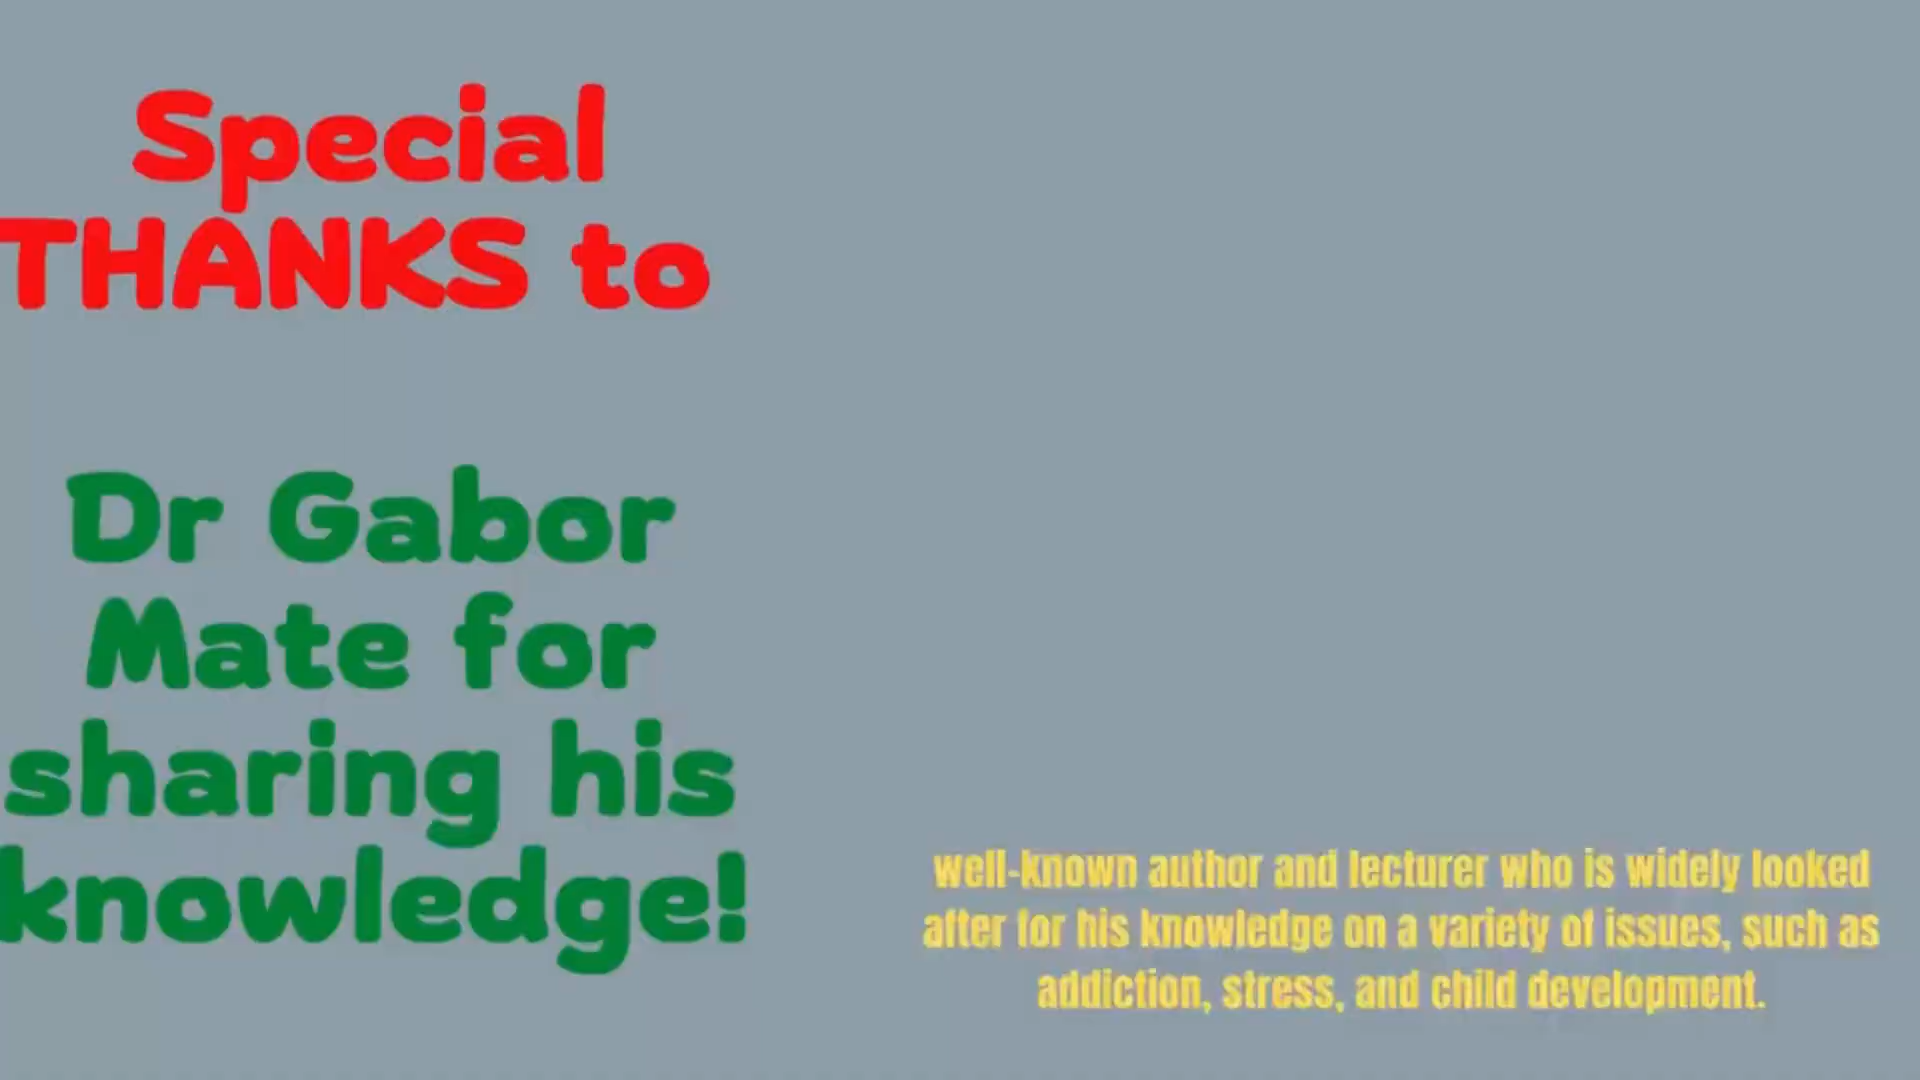 Special
THANKS to
Dr Gabor
Mate for
sharing his
knowledge!
well-known author and lecturer who is widely looked
after for his knowledge on a variety of issues, such as
addiction, stress, and child development.